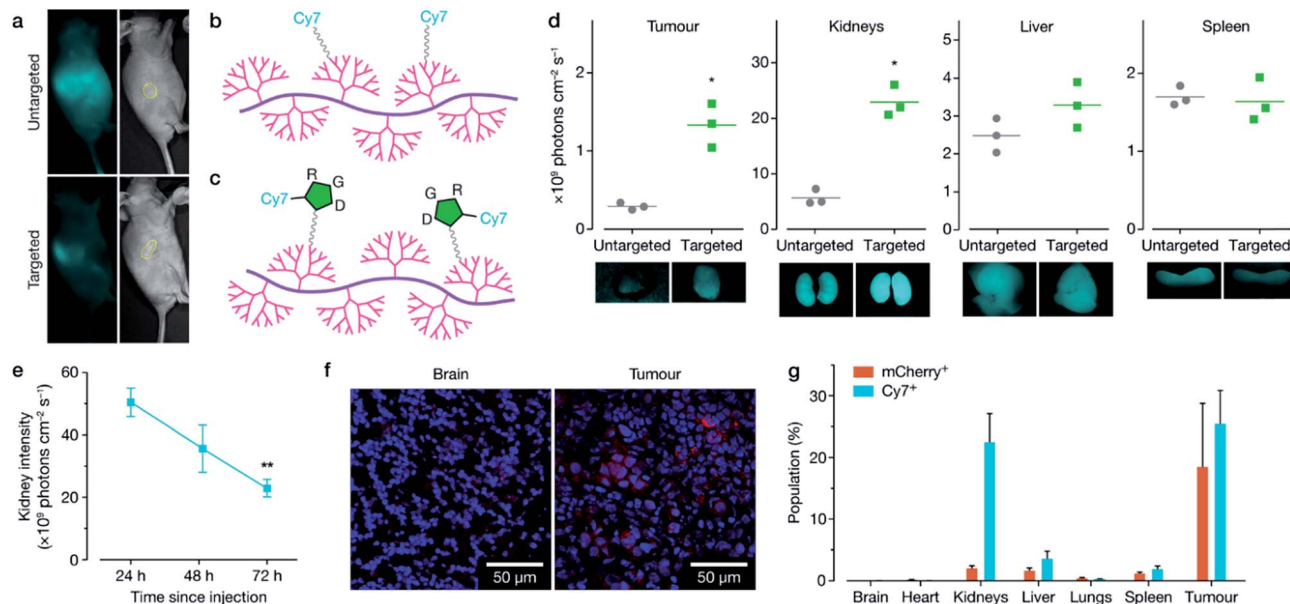 a
Untargeted
Targeted
b
Cy7
Cy7
c
R
G
D
Cy7
G
R
D
Cy7
d
×10⁹ photons cm⁻² s⁻¹
Tumour
2
1
0
*
Untargeted
Targeted
Kidneys
30
20
10
0
*
Untargeted
Targeted
Liver
5
4
3
2
1
0
Untargeted
Targeted
Spleen
2
1
0
Untargeted
Targeted
e
Kidney intensity
(×10⁹ photons cm⁻² s⁻¹)
60
40
20
0
**
24 h 48 h 72 h
Time since injection
f
Brain
Tumour
50 µm
50 µm
g
mCherry⁺
Cy7⁺
Population (%)
30
20
10
0
Brain Heart Kidneys Liver Lungs Spleen Tumour